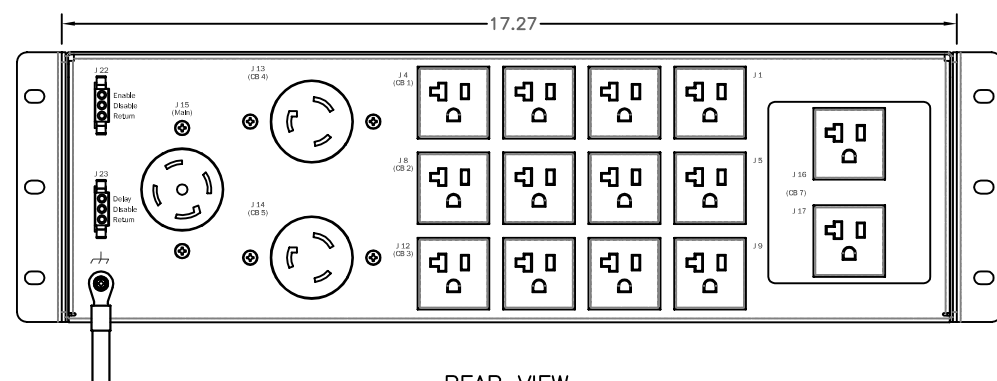 17.27
J 22
Enable
Disable
Return
J 15
(Main)
J 13
(CB 4)
J 4
(CB 1)
J 1
J 23
Delay
Disable
Return
J 14
(CB 5)
J 8
(CB 2)
J 5
J 12
(CB 3)
J 9
J 16
(CB 7)
J 17
REAR VIEW